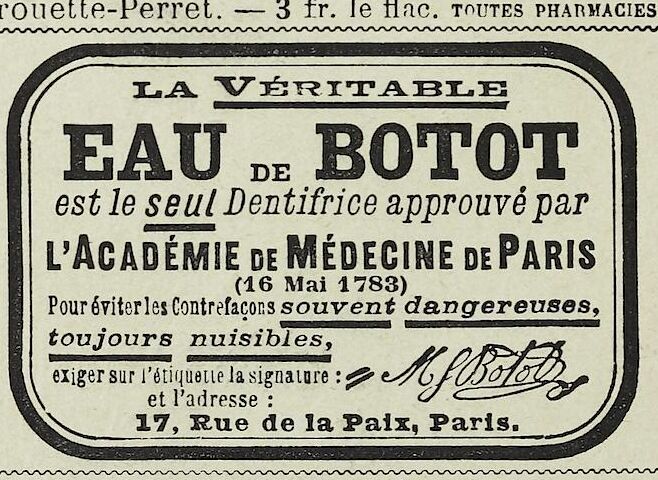 rouette-Perret. — 3 fr. le flac. TOUTES PHARMACIES
LA VÉRITABLE
EAU DE BOTOT
est le seul Dentifrice approuvé par
L'ACADÉMIE DE MÉDECINE DE PARIS
(16 Mai 1783)
Pour éviter les Contrefaçons souvent dangereuses,
toujours nuisibles,
exiger sur l'étiquette la signature :
M S Botot
et l'adresse :
17, Rue de la Paix, Paris.